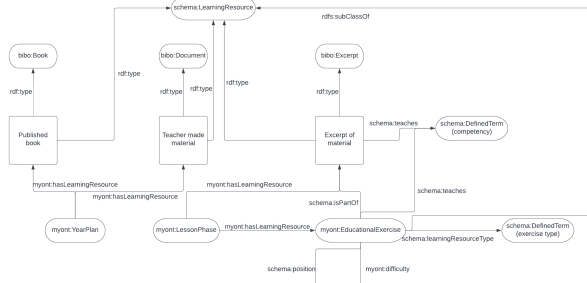 schema:LearningResource
rdfs:subClassOf
bibo:Book
bibo:Document
bibo:Excerpt
rdf:type
rdf:type
rdf:type
rdf:type
rdf:type
rdf:type
Published
book
Teacher made
material
Excerpt of
material
schema:teaches
schema:DefinedTerm
(competency)
myont:hasLearningResource
myont:hasLearningResource
myont:hasLearningResource
schema:teaches
schema:isPartOf
myont:YearPlan
myont:LessonPhase
myont:hasLearningResource
myont:EducationalExercise
schema:learningResourceType
schema:DefinedTerm
(exercise type)
schema:position
myont:difficulty